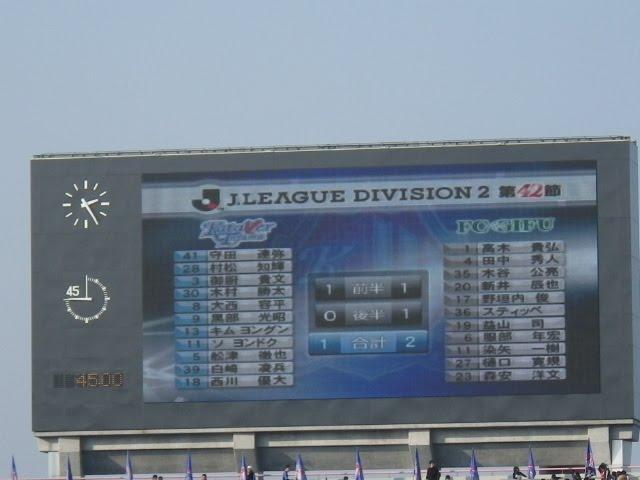 J.LEAGUE DIVISION 2 第42節
Kataller
FC GIFU
41 守田 達弥
28 村松 知輝
3 御厨 貴文
30 木村 勝太
8 大西 容平
6 黒部 光昭
13 キム ヨングン
11 ソ ヨンドク
5 舩津 徹也
39 白崎 凌兵
18 西川 優大
1 前半 1
0 後半 1
1 合計 2
1 高木 貴弘
4 田中 秀人
35 木谷 公亮
20 新井 辰也
17 野垣内 俊
36 スティッペ
19 益山 司
6 服部 年宏
11 染矢 一樹
27 樋口 寛規
23 森安 洋文
45
45:00